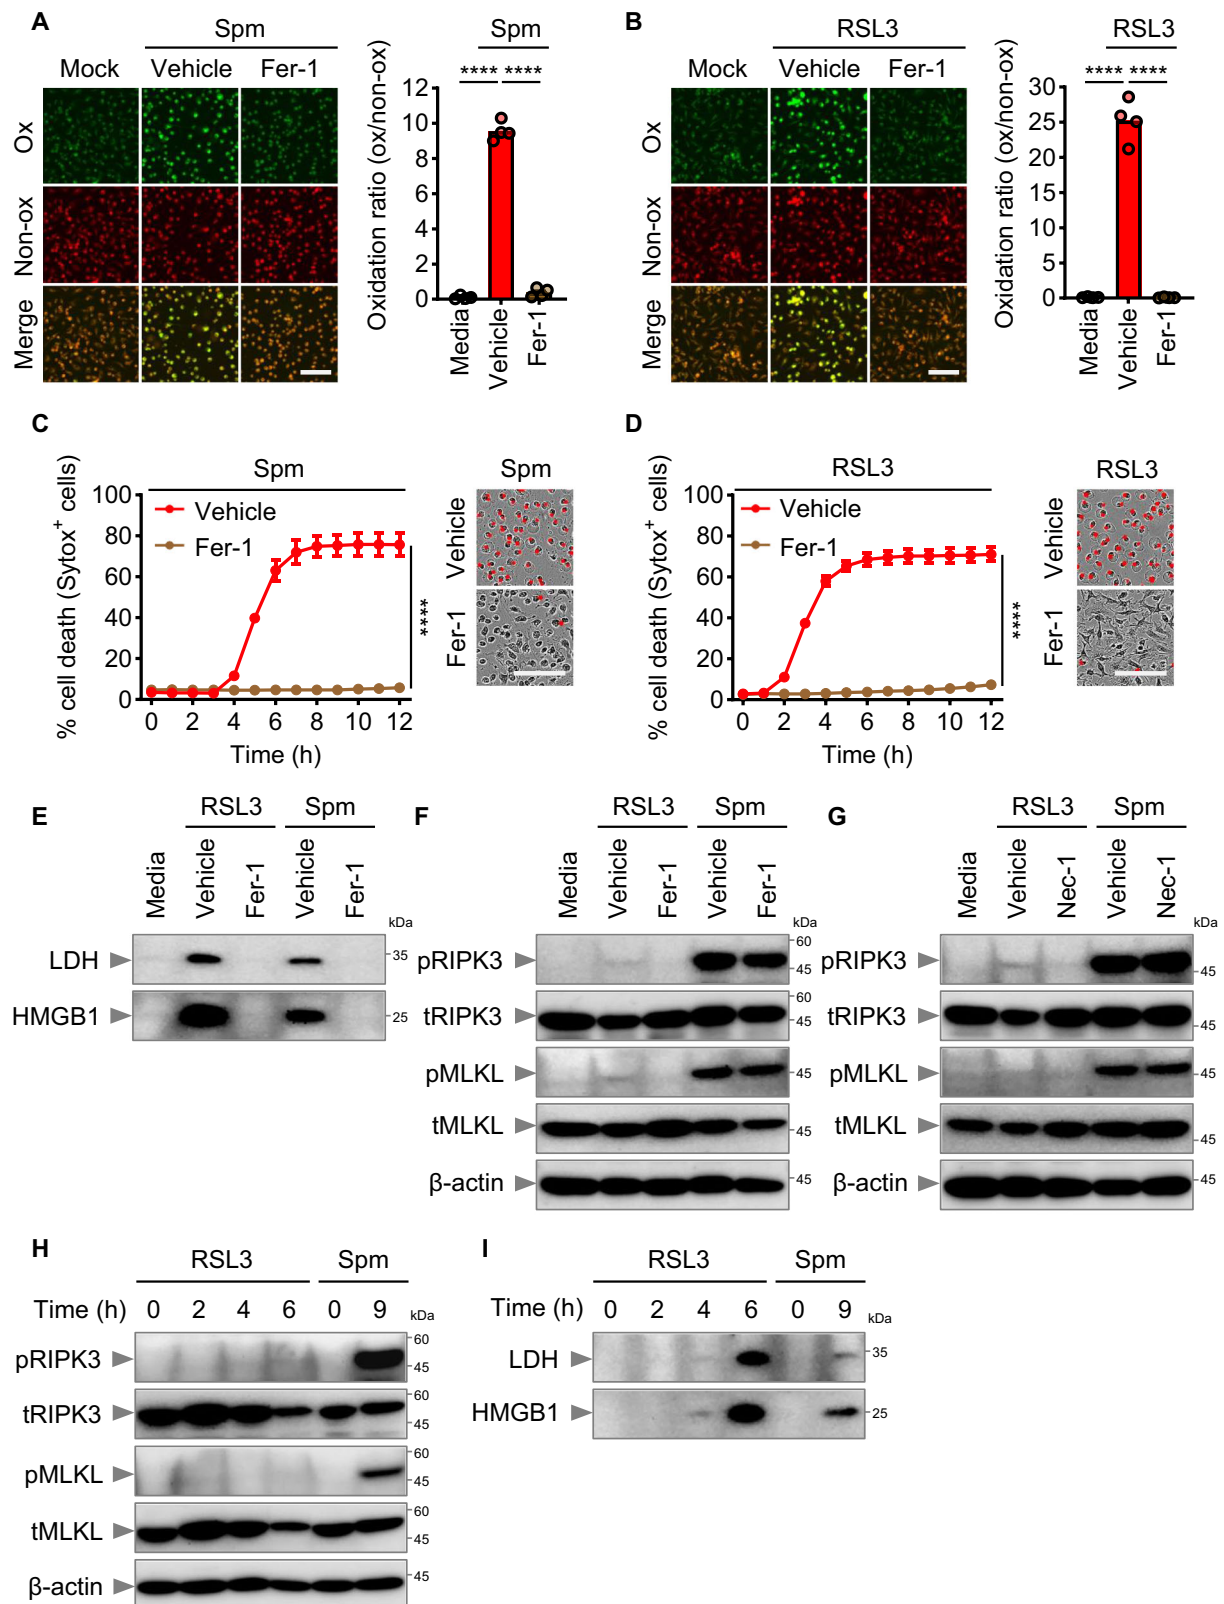 A
Spm
Mock Vehicle Fer-1
Ox
Non-ox
Merge
Oxidation ratio (ox/non-ox)
Spm
**** ****
12
10
8
6
4
2
0
Media Vehicle Fer-1
B
RSL3
Mock Vehicle Fer-1
Ox
Non-ox
Merge
Oxidation ratio (ox/non-ox)
RSL3
**** ****
30
25
20
15
10
5
0
Media Vehicle Fer-1
C
Spm
% cell death (Sytox+ cells)
100
80
60
40
20
0
Vehicle
Fer-1
****
0 2 4 6 8 10 12
Time (h)
Spm
Vehicle
Fer-1
D
RSL3
% cell death (Sytox+ cells)
100
80
60
40
20
0
Vehicle
Fer-1
****
0 2 4 6 8 10 12
Time (h)
RSL3
Vehicle
Fer-1
E
RSL3 Spm
Media Vehicle Fer-1 Vehicle Fer-1
kDa
LDH 35
HMGB1 25
F
RSL3 Spm
Media Vehicle Fer-1 Vehicle Fer-1
kDa
60
pRIPK3 45
60
tRIPK3 45
pMLKL 45
tMLKL 45
β-actin 45
G
RSL3 Spm
Media Vehicle Nec-1 Vehicle Nec-1
kDa
pRIPK3 45
tRIPK3 45
pMLKL 45
tMLKL 45
β-actin 45
H
RSL3 Spm
Time (h) 0 2 4 6 0 9
kDa
60
pRIPK3 45
60
tRIPK3 45
60
pMLKL 45
60
tMLKL 45
45
β-actin
I
RSL3 Spm
Time (h) 0 2 4 6 0 9
kDa
LDH 35
HMGB1 25